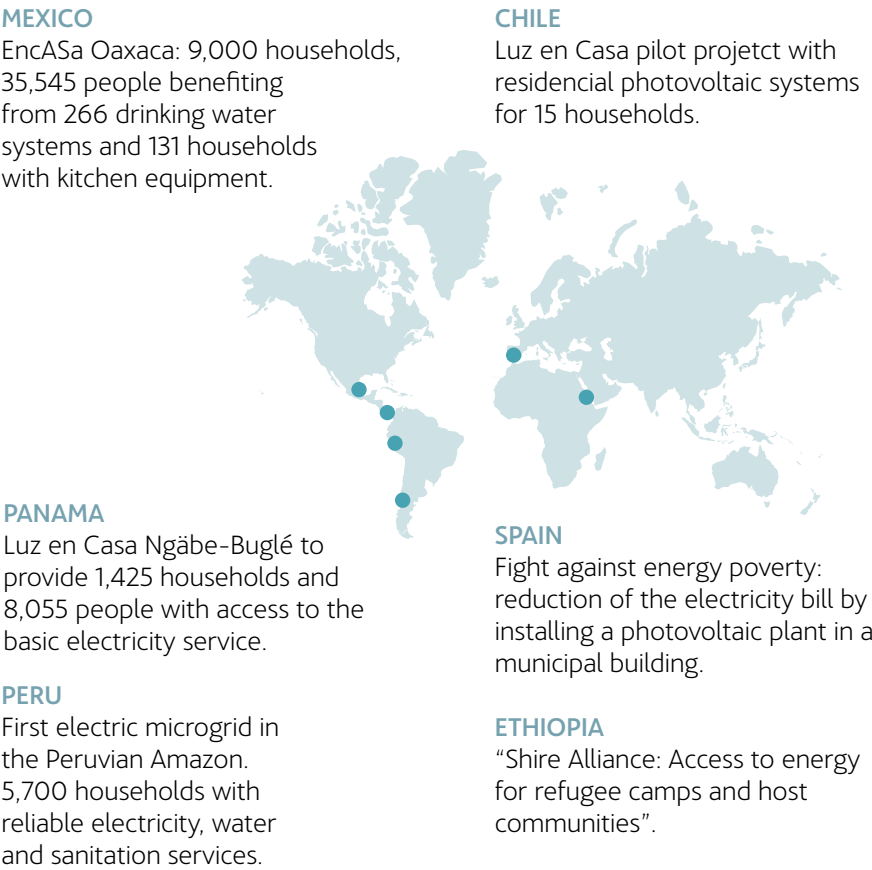 MEXICO
EncASa Oaxaca: 9,000 households,
35,545 people benefiting
from 266 drinking water
systems and 131 households
with kitchen equipment.
CHILE
Luz en Casa pilot projetct with
residencial photovoltaic systems
for 15 households.
PANAMA
Luz en Casa Ngäbe-Buglé to
provide 1,425 households and
8,055 people with access to the
basic electricity service.
PERU
First electric microgrid in
the Peruvian Amazon.
5,700 households with
reliable electricity, water
and sanitation services.
SPAIN
Fight against energy poverty:
reduction of the electricity bill by
installing a photovoltaic plant in a
municipal building.
ETHIOPIA
“Shire Alliance: Access to energy
for refugee camps and host
communities”.